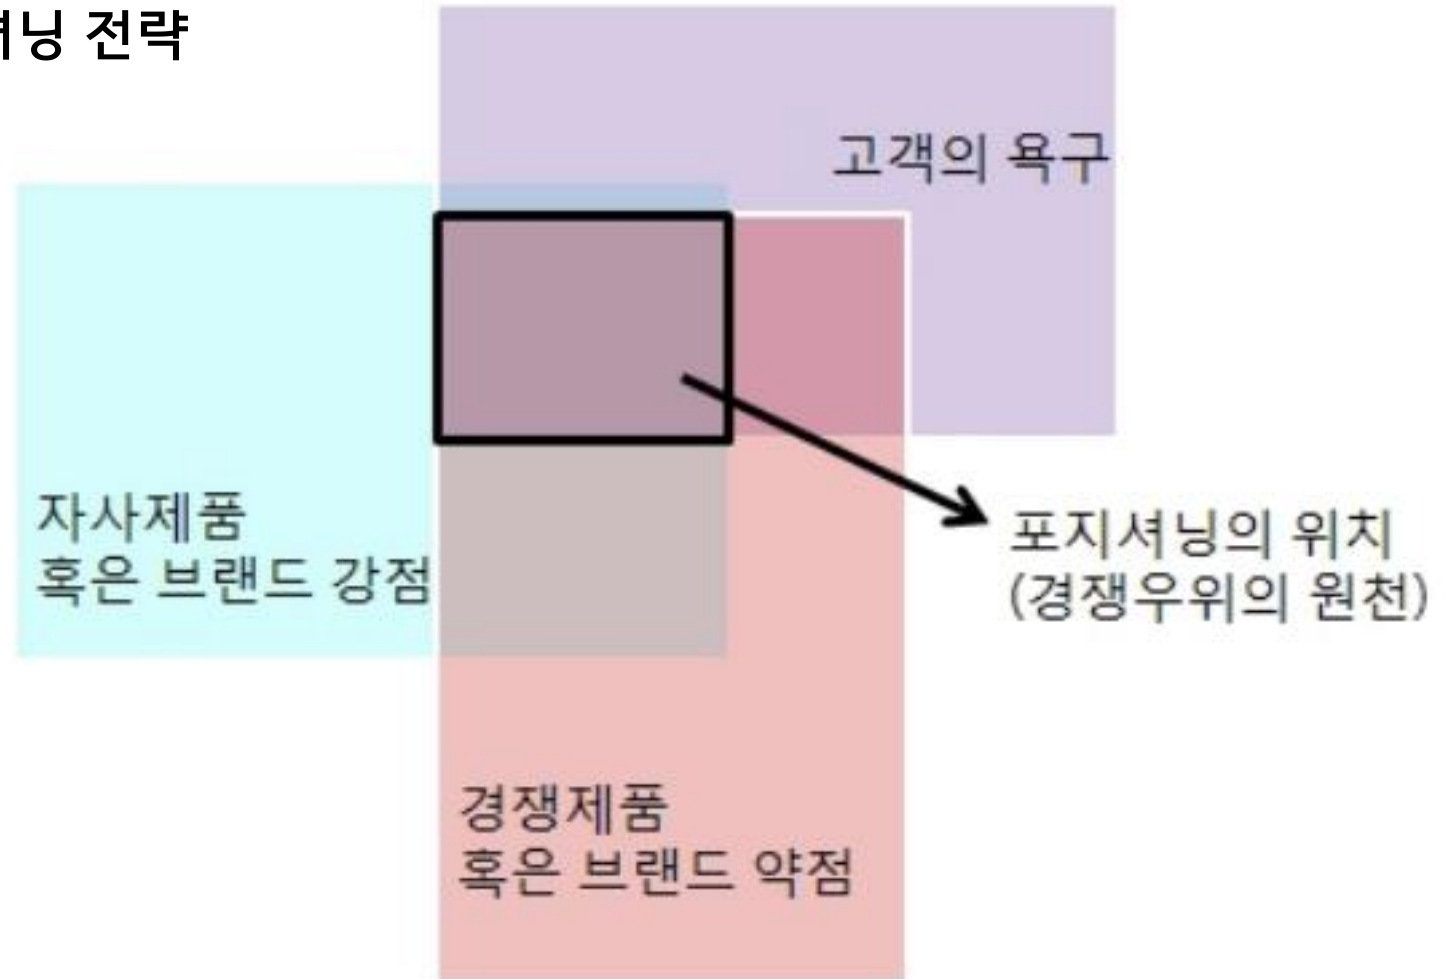 셔닝 전략
고객의 욕구
자사제품
혹은 브랜드 강점
포지셔닝의 위치
(경쟁우위의 원천)
경쟁제품
혹은 브랜드 약점